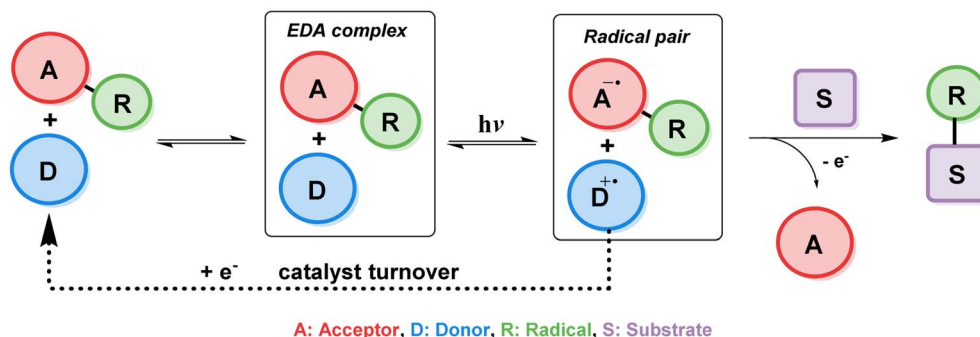 EDA complex
Radical pair
A
R
+
D
A
R
+
D
hν
A −•
R
+
D +•
S
- e-
A
R
S
+ e- catalyst turnover
A: Acceptor, D: Donor, R: Radical, S: Substrate